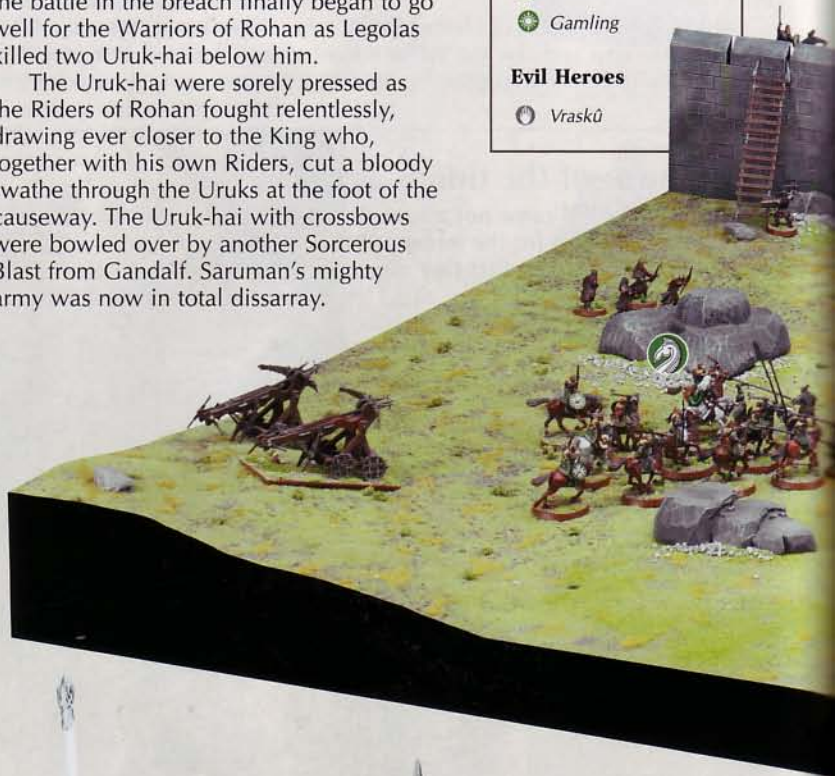 he battle in the breach finally began to go
well for the Warriors of Rohan as Legolas
killed two Uruk-hai below him.
The Uruk-hai were sorely pressed as
he Riders of Rohan fought relentlessly,
drawing ever closer to the King who,
ogether with his own Riders, cut a bloody
swathe through the Uruks at the foot of the
causeway. The Uruk-hai with crossbows
were bowled over by another Sorcerous
Blast from Gandalf. Saruman's mighty
army was now in total dissarray.
Gamling
Evil Heroes
Vraskû